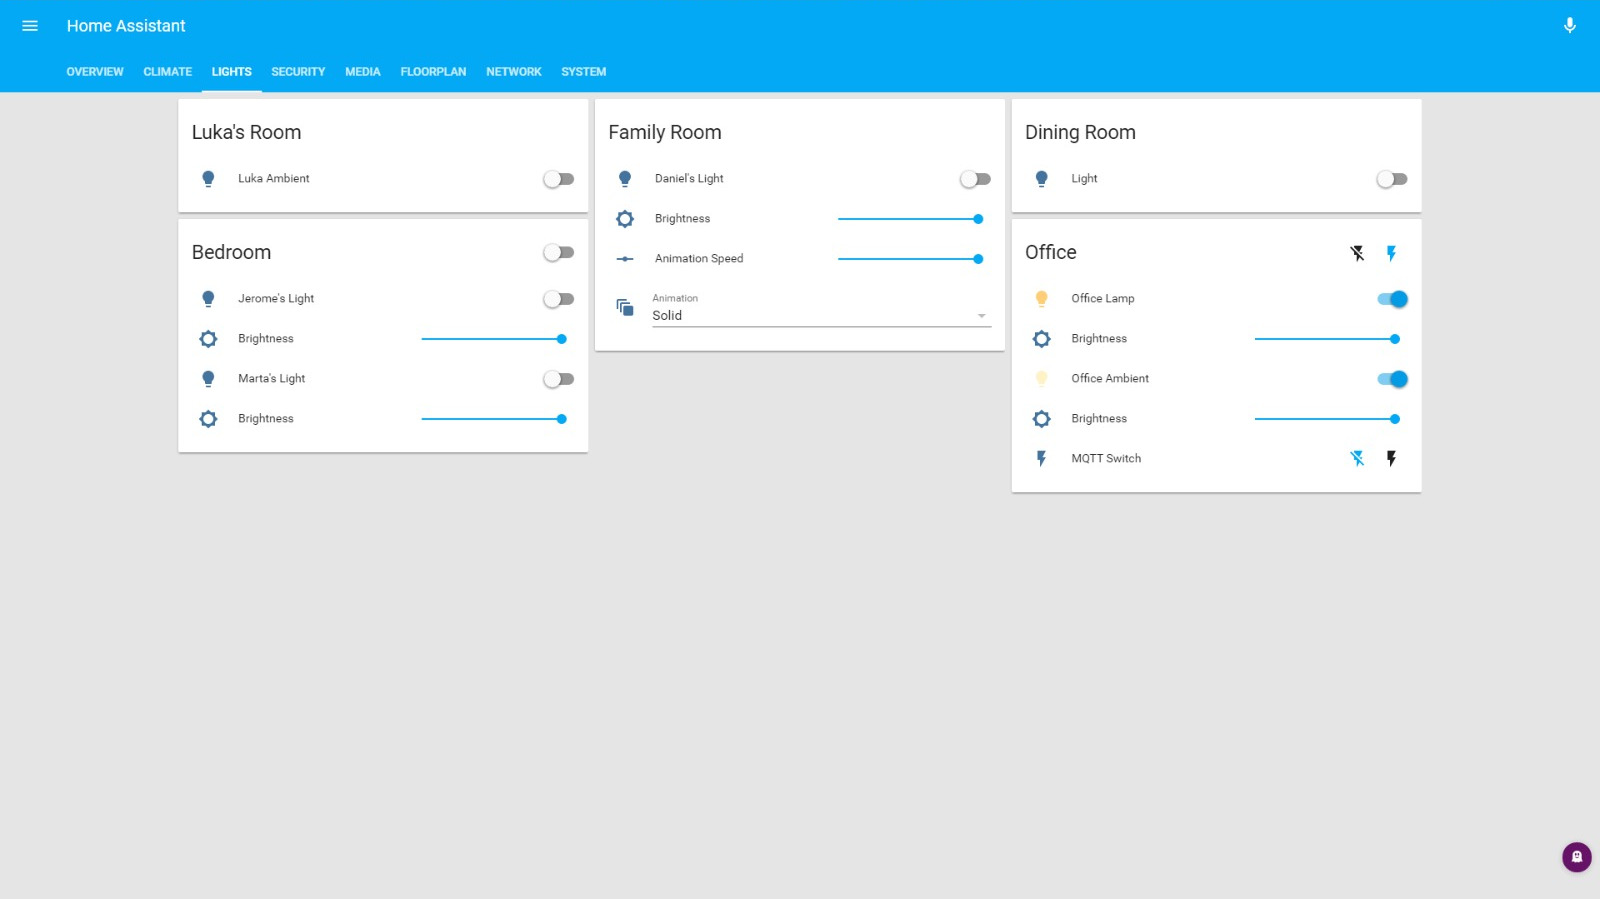 Home Assistant
OVERVIEW CLIMATE LIGHTS SECURITY MEDIA FLOORPLAN NETWORK SYSTEM
Luka's Room
Luka Ambient
Bedroom
Jerome's Light
Brightness
Marta's Light
Brightness
Family Room
Daniel's Light
Brightness
Animation Speed
Animation
Solid
Dining Room
Light
Office
Office Lamp
Brightness
Office Ambient
Brightness
MQTT Switch